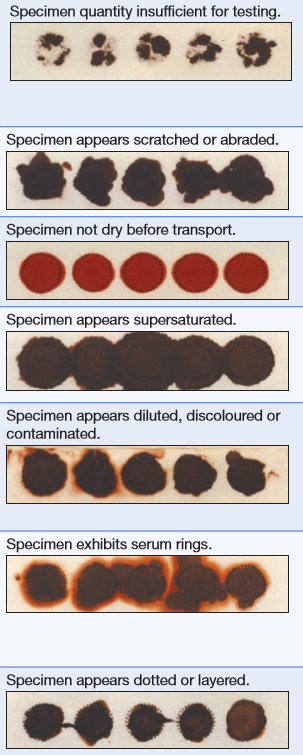 Specimen quantity insufficient for testing.
Specimen appears scratched or abraded.
Specimen not dry before transport.
Specimen appears supersaturated.
Specimen appears diluted, discoloured or
contaminated.
Specimen exhibits serum rings.
Specimen appears dotted or layered.